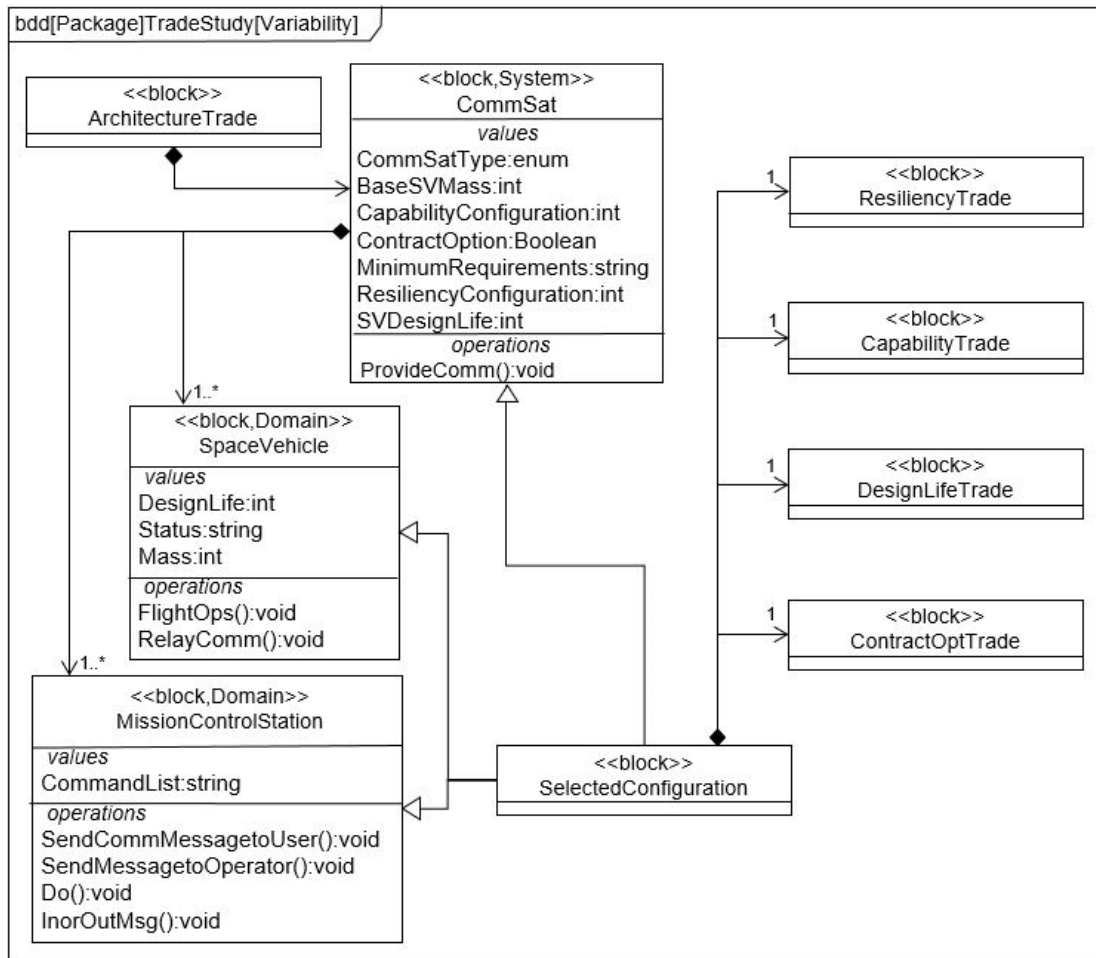 bdd[Package]TradeStudy[Variability]
<<block>>
ArchitectureTrade
<<block,System>>
CommSat
values
CommSatType:enum
BaseSVMass:int
CapabilityConfiguration:int
ContractOption:Boolean
MinimumRequirements:string
ResiliencyConfiguration:int
SVDesignLife:int
operations
ProvideComm():void
1..*
<<block,Domain>>
SpaceVehicle
values
DesignLife:int
Status:string
Mass:int
operations
FlightOps():void
RelayComm():void
1..*
<<block,Domain>>
MissionControlStation
values
CommandList:string
operations
SendCommMessagetoUser():void
SendMessagetoOperator():void
Do():void
InorOutMsg():void
<<block>>
SelectedConfiguration
1
<<block>>
ResiliencyTrade
1
<<block>>
CapabilityTrade
1
<<block>>
DesignLifeTrade
1
<<block>>
ContractOptTrade